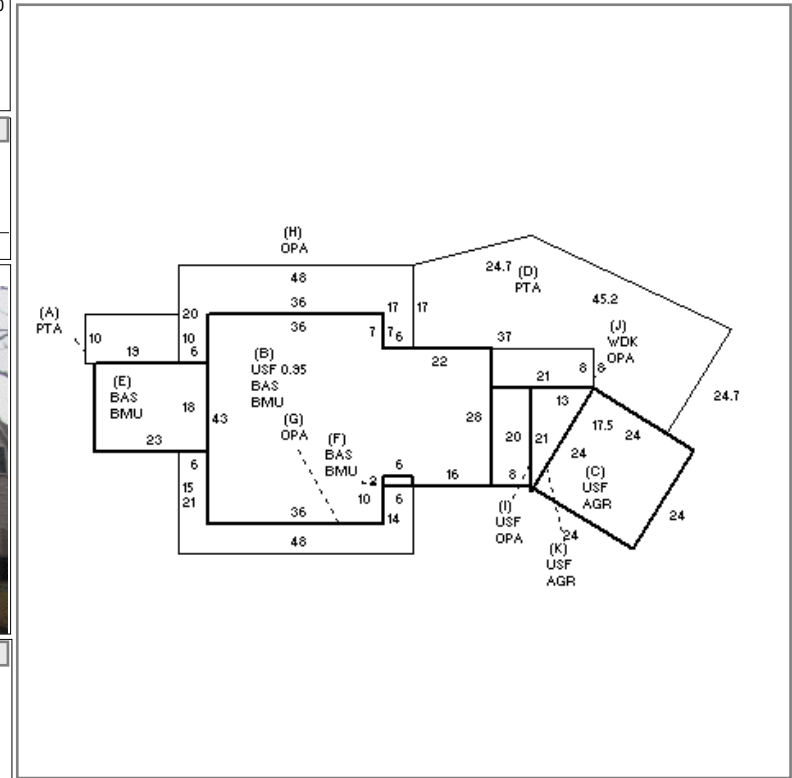 (H)
OPA
48
24.7
(D)
PTA
45.2
(A)
PTA
20
36
17
17
36
10
19
10
6
7
7
6
37
(J)
WDK
OPA
(B)
USF 0.95
BAS
BMU
22
8
8
(E)
BAS
BMU
21
24.7
18
43
28
13
17.5
24
(G)
OPA
(F)
BAS
BMU
20
21
24
23
6
6
2
16
8
(C)
USF
AGR
15
21
10
6
36
14
(I)
USF
OPA
24
24
48
(K)
USF
AGR